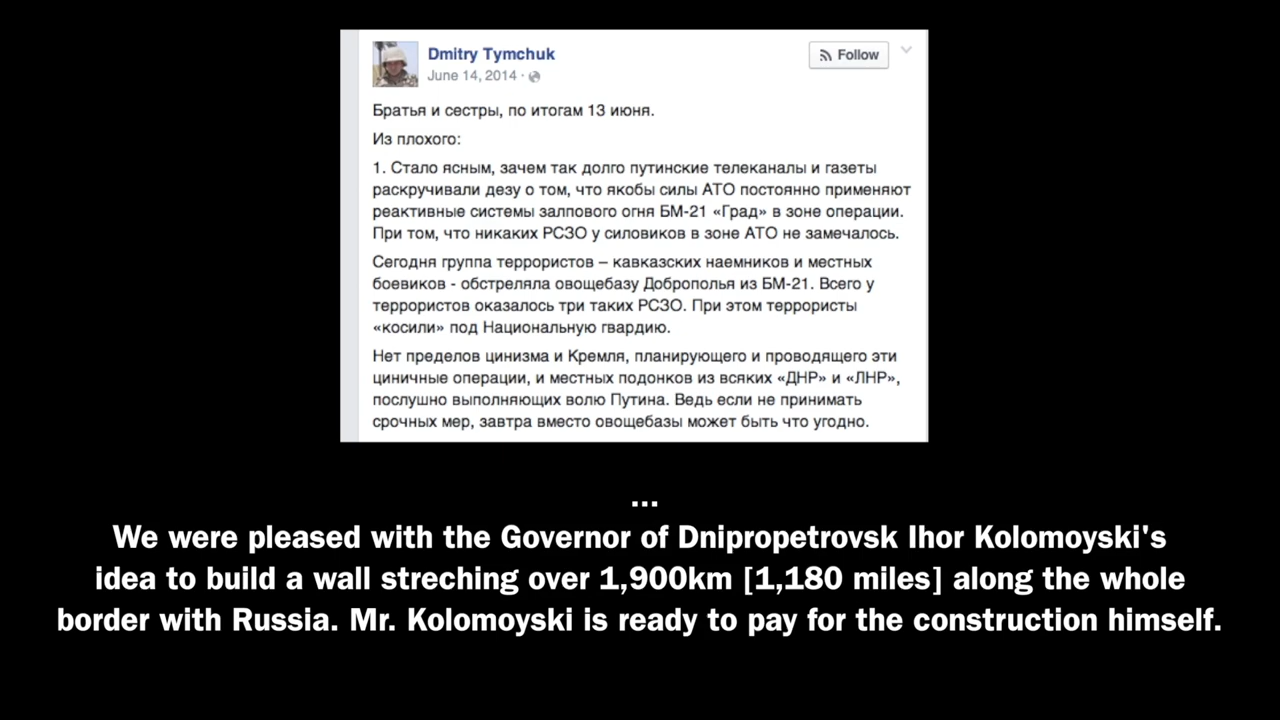 Dmitry Tymchuk
Follow
June 14, 2014 ·
Братья и сестры, по итогам 13 июня.
Из плохого:
1. Стало ясным, зачем так долго путинские телеканалы и газеты
раскручивали дезу о том, что якобы силы АТО постоянно применяют
реактивные системы залпового огня БМ-21 «Град» в зоне операции.
При том, что никаких РСЗО у силовиков в зоне АТО не замечалось.
Сегодня группа террористов – кавказских наемников и местных
боевиков - обстреляла овощебазу Доброполья из БМ-21. Всего у
террористов оказалось три таких РСЗО. При этом террористы
«косили» под Национальную гвардию.
Нет пределов цинизма и Кремля, планирующего и проводящего эти
циничные операции, и местных подонков из всяких «ДНР» и «ЛНР»,
послушно выполняющих волю Путина. Ведь если не принимать
срочных мер, завтра вместо овощебазы может быть что угодно.
...
We were pleased with the Governor of Dnipropetrovsk Ihor Kolomoyski's
idea to build a wall streching over 1,900km [1,180 miles] along the whole
border with Russia. Mr. Kolomoyski is ready to pay for the construction himself.